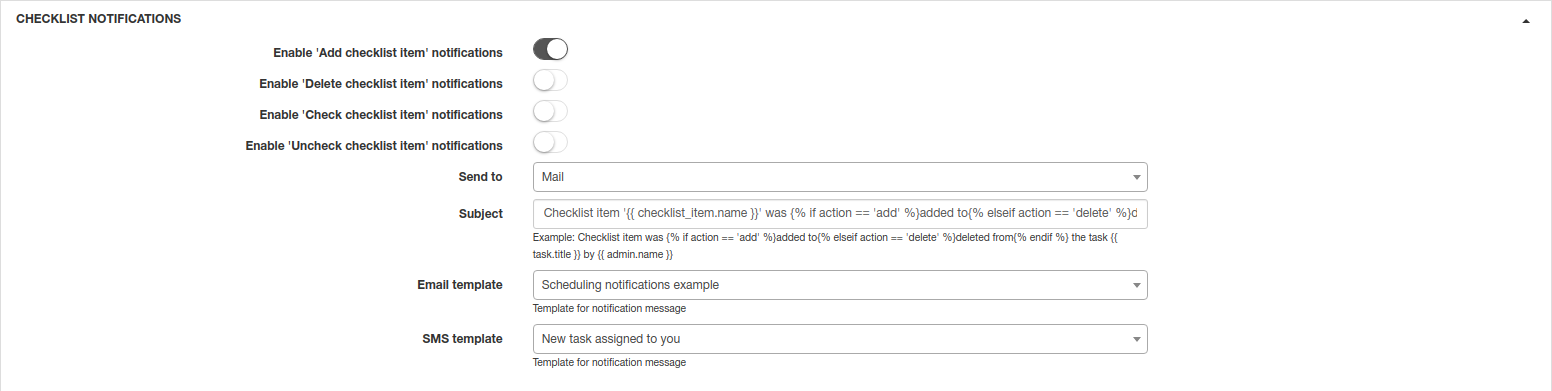 CHECKLIST NOTIFICATIONS
Enable 'Add checklist item' notifications
Enable 'Delete checklist item' notifications
Enable 'Check checklist item' notifications
Enable 'Uncheck checklist item' notifications
Send to Mail
Subject Checklist item '{{ checklist_item.name }}' was {% if action == 'add' %}added to{% elseif action == 'delete' %}d
Example: Checklist item was {% if action == 'add' %}added to{% elseif action == 'delete' %}deleted from{% endif %} the task {{
task.title }} by {{ admin.name }}
Email template Scheduling notifications example
Template for notification message
SMS template New task assigned to you
Template for notification message